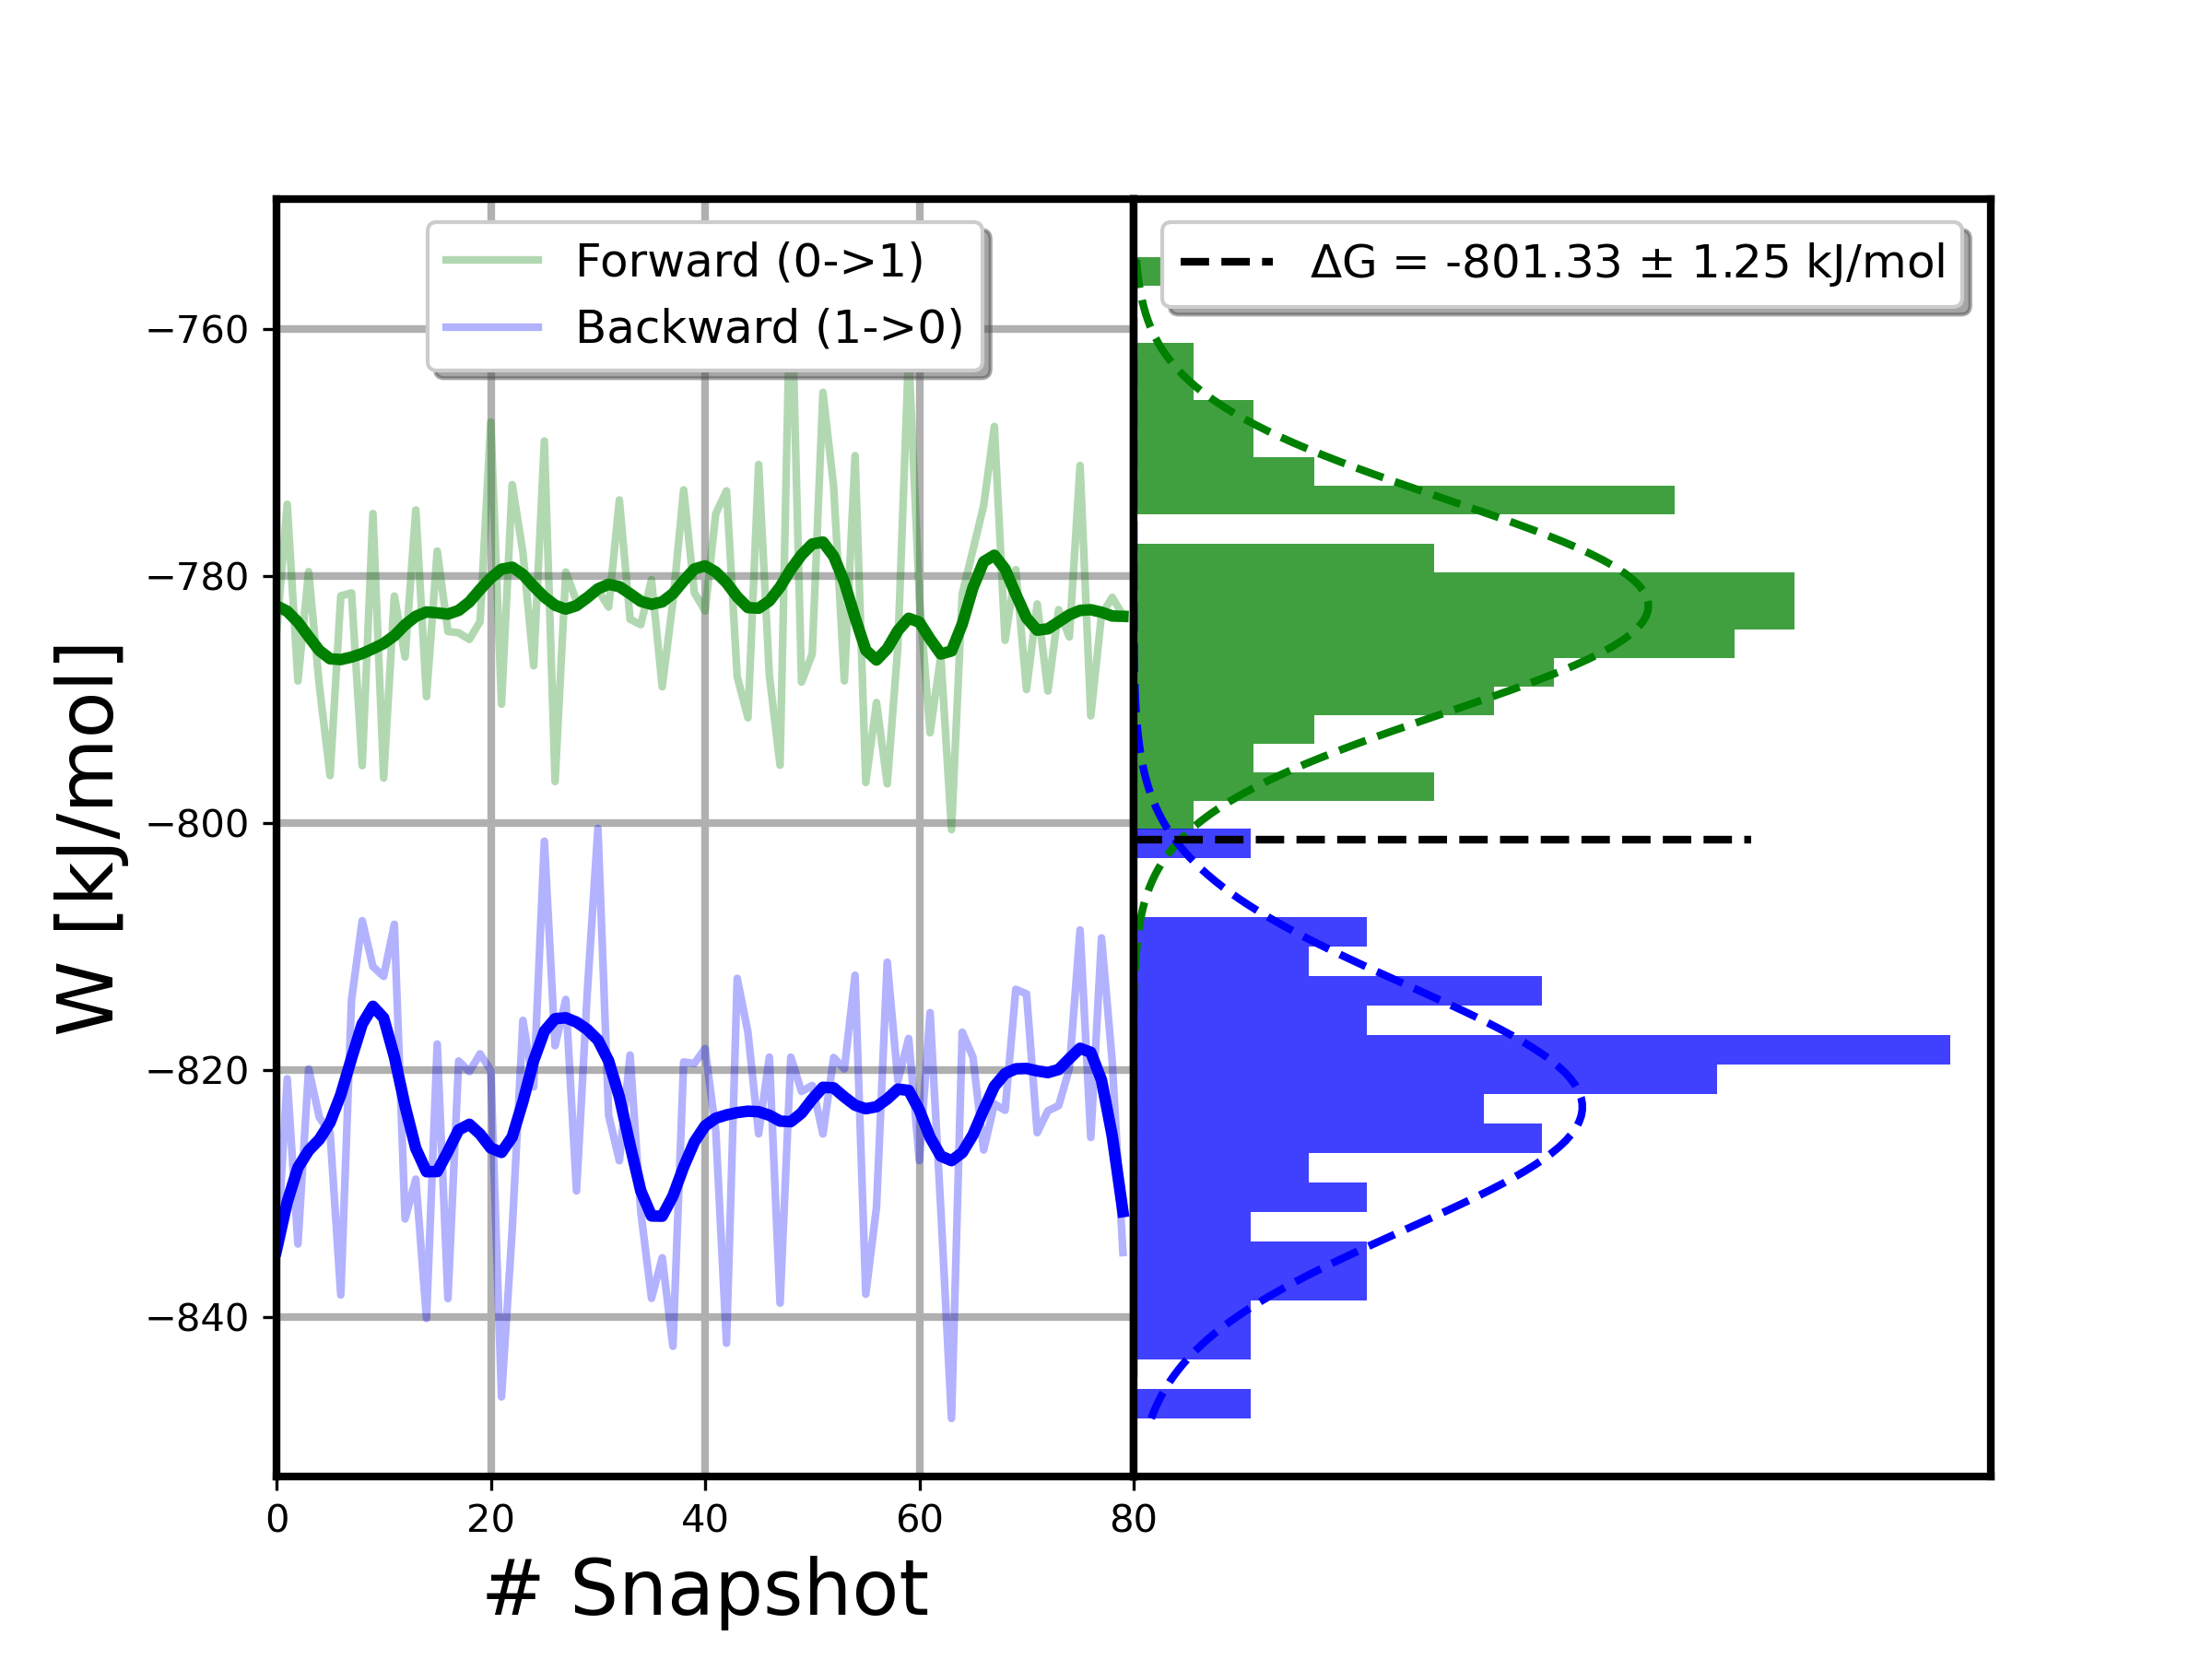 Forward (0->1)
Backward (1->0)
ΔG = -801.33 ± 1.25 kJ/mol
W [kJ/mol]
−760
−780
−800
−820
−840
0 20 40 60 80
# Snapshot